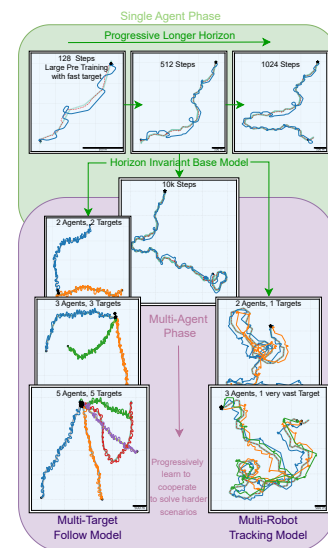 Single Agent Phase
Progressive Longer Horizon
128 Steps
Large Pre Training
with fast target
512 Steps
1024 Steps
Horizon Invariant Base Model
10k Steps
2 Agents, 2 Targets
3 Agents, 3 Targets
5 Agents, 5 Targets
Multi-Agent
Phase
2 Agents, 1 Targets
3 Agents, 1 very vast Target
Progressively
learn to
cooperate
to solve harder
scenarios
Multi-Target
Follow Model
Multi-Robot
Tracking Model